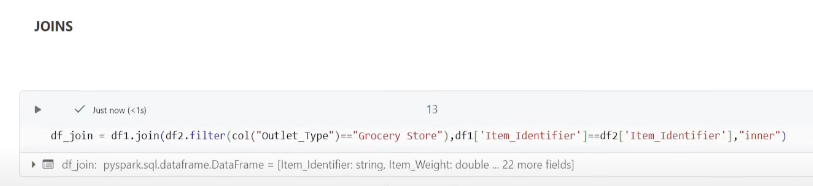 JOINS
Just now (<1s)
13
df_join = df1.join(df2.filter(col("Outlet_Type")=="Grocery Store"),df1['Item_Identifier']==df2['Item_Identifier'],"inner")
df_join: pyspark.sql.dataframe.DataFrame = [Item_Identifier: string, Item_Weight: double ... 22 more fields]